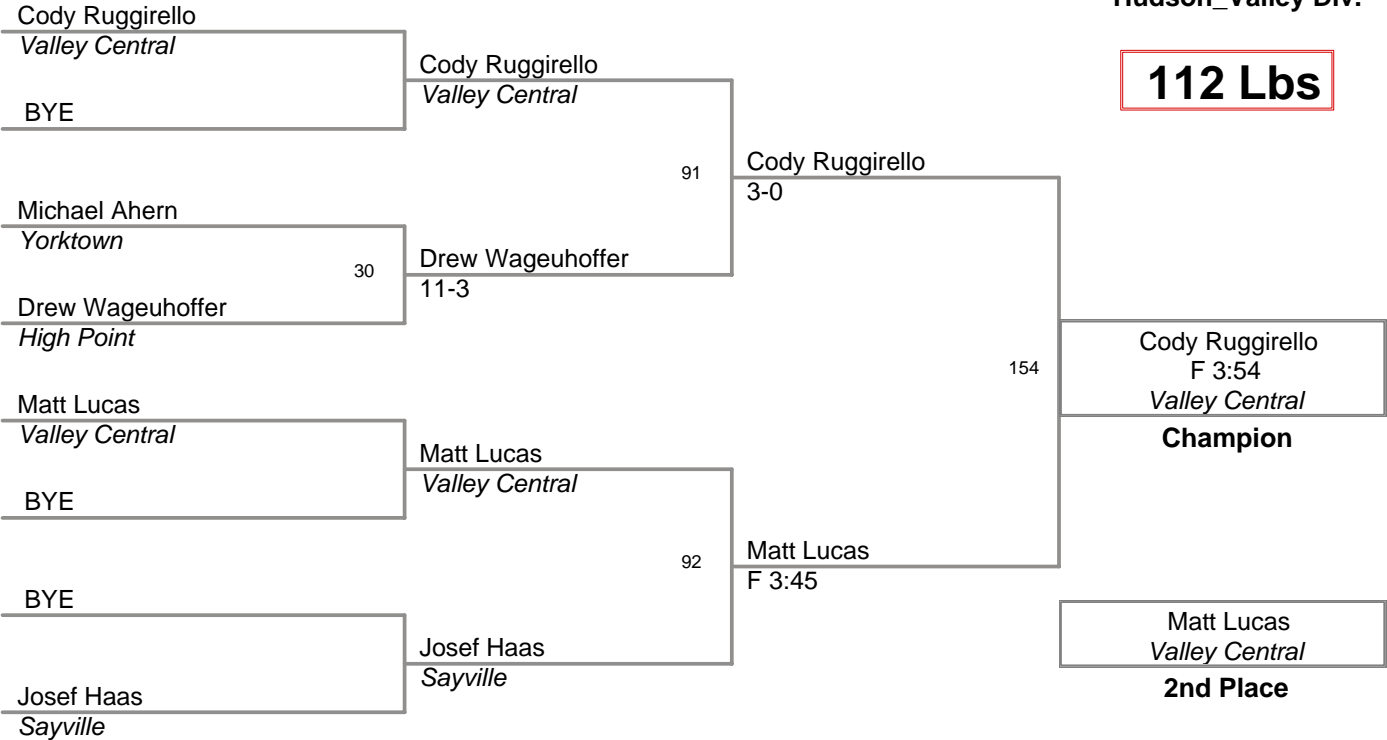 Hudson_Valley Div.
112 Lbs
Cody Ruggirello
Valley Central
BYE
Michael Ahern
Yorktown
30
Drew Wageuhoffer
High Point
Matt Lucas
Valley Central
BYE
BYE
Josef Haas
Sayville
Cody Ruggirello
Valley Central
91
Drew Wageuhoffer
11-3
Matt Lucas
Valley Central
92
Josef Haas
Sayville
Cody Ruggirello
3-0
154
Matt Lucas
F 3:45
Cody Ruggirello
F 3:54
Valley Central
Champion
Matt Lucas
Valley Central
2nd Place